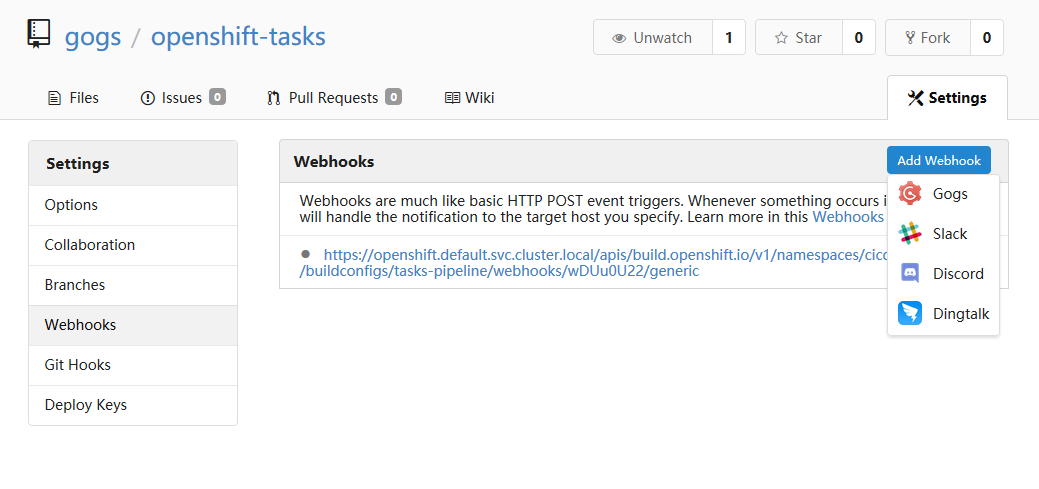 gogs / openshift-tasks
Unwatch 1 Star 0 Fork 0
Files Issues 0 Pull Requests 0 Wiki Settings
Settings
Options
Collaboration
Branches
Webhooks
Git Hooks
Deploy Keys
Webhooks
Add Webhook
Webhooks are much like basic HTTP POST event triggers. Whenever something occurs
will handle the notification to the target host you specify. Learn more in this Webhooks
https://openshift.default.svc.cluster.local/apis/build.openshift.io/v1/namespaces/cicd
/buildconfigs/tasks-pipeline/webhooks/wDUu0U22/generic
Gogs
Slack
Discord
Dingtalk